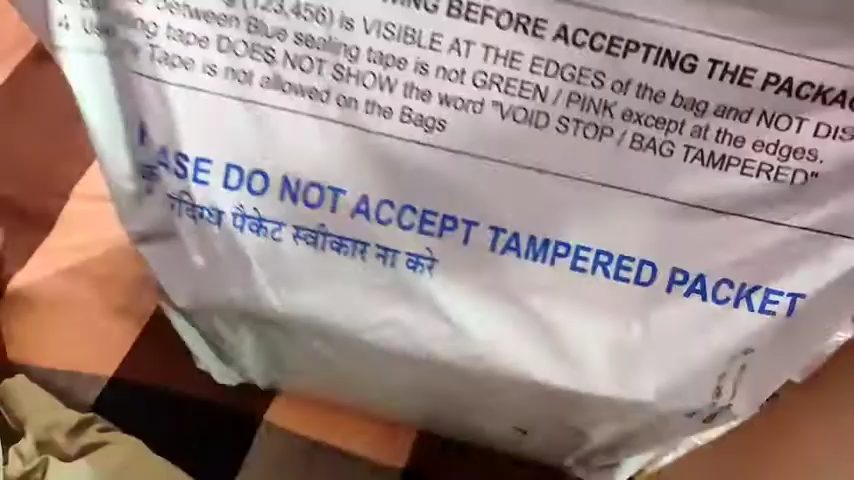 NG BEFORE ACCEPTING THE PACKAG
(123,456) is VISIBLE AT THE EDGES of the bag and NOT DIS
between Blue sealing tape is not GREEN / PINK except at the edges.
ing tape DOES NOT SHOW the word "VOID STOP / BAG TAMPERED"
Tape is not allowed on the Bags
ASE DO NOT ACCEPT TAMPERED PACKET
पैकेट स्वीकार ना करे